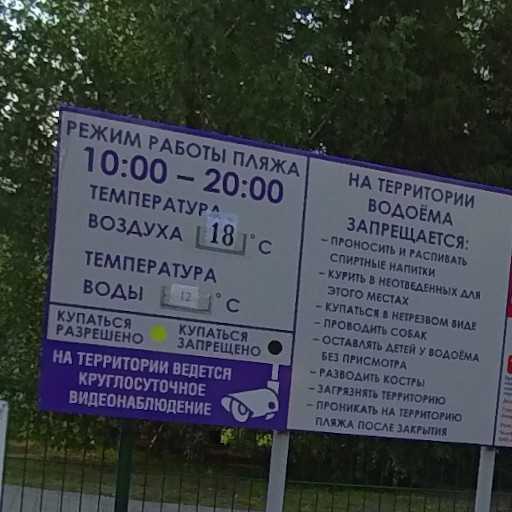 РЕЖИМ РАБОТЫ ПЛЯЖА
10:00 – 20:00
ТЕМПЕРАТУРА
ВОЗДУХА 18 °C
ТЕМПЕРАТУРА
ВОДЫ 12 °C
КУПАТЬСЯ
РАЗРЕШЕНО
КУПАТЬСЯ
ЗАПРЕЩЕНО
НА ТЕРРИТОРИИ ВЕДЕТСЯ
КРУГЛОСУТОЧНОЕ
ВИДЕОНАБЛЮДЕНИЕ
НА ТЕРРИТОРИИ
ВОДОЁМА
ЗАПРЕЩАЕТСЯ:
– ПРОНОСИТЬ И РАСПИВАТЬ
СПИРТНЫЕ НАПИТКИ
– КУРИТЬ В НЕОТВЕДЕННЫХ ДЛЯ
ЭТОГО МЕСТАХ
– КУПАТЬСЯ В НЕТРЕЗВОМ ВИДЕ
– ПРОВОДИТЬ СОБАК
– ОСТАВЛЯТЬ ДЕТЕЙ У ВОДОЁМА
БЕЗ ПРИСМОТРА
– РАЗВОДИТЬ КОСТРЫ
– ЗАГРЯЗНЯТЬ ТЕРРИТОРИЮ
– ПРОНИКАТЬ НА ТЕРРИТОРИЮ
ПЛЯЖА ПОСЛЕ ЗАКРЫТИЯ